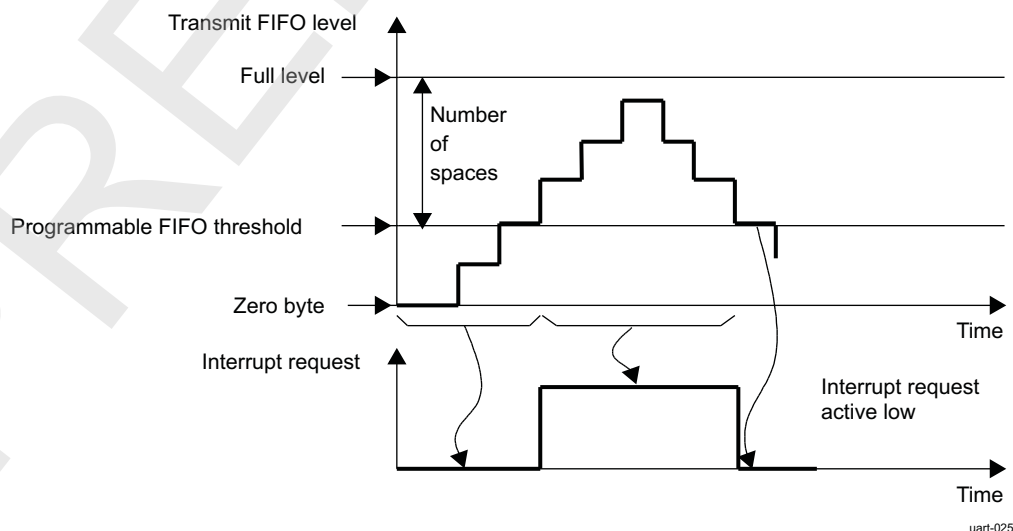 Transmit FIFO level
Full level
Number
of
spaces
Programmable FIFO threshold
Zero byte
Time
Interrupt request
Interrupt request
active low
Time
uart-025